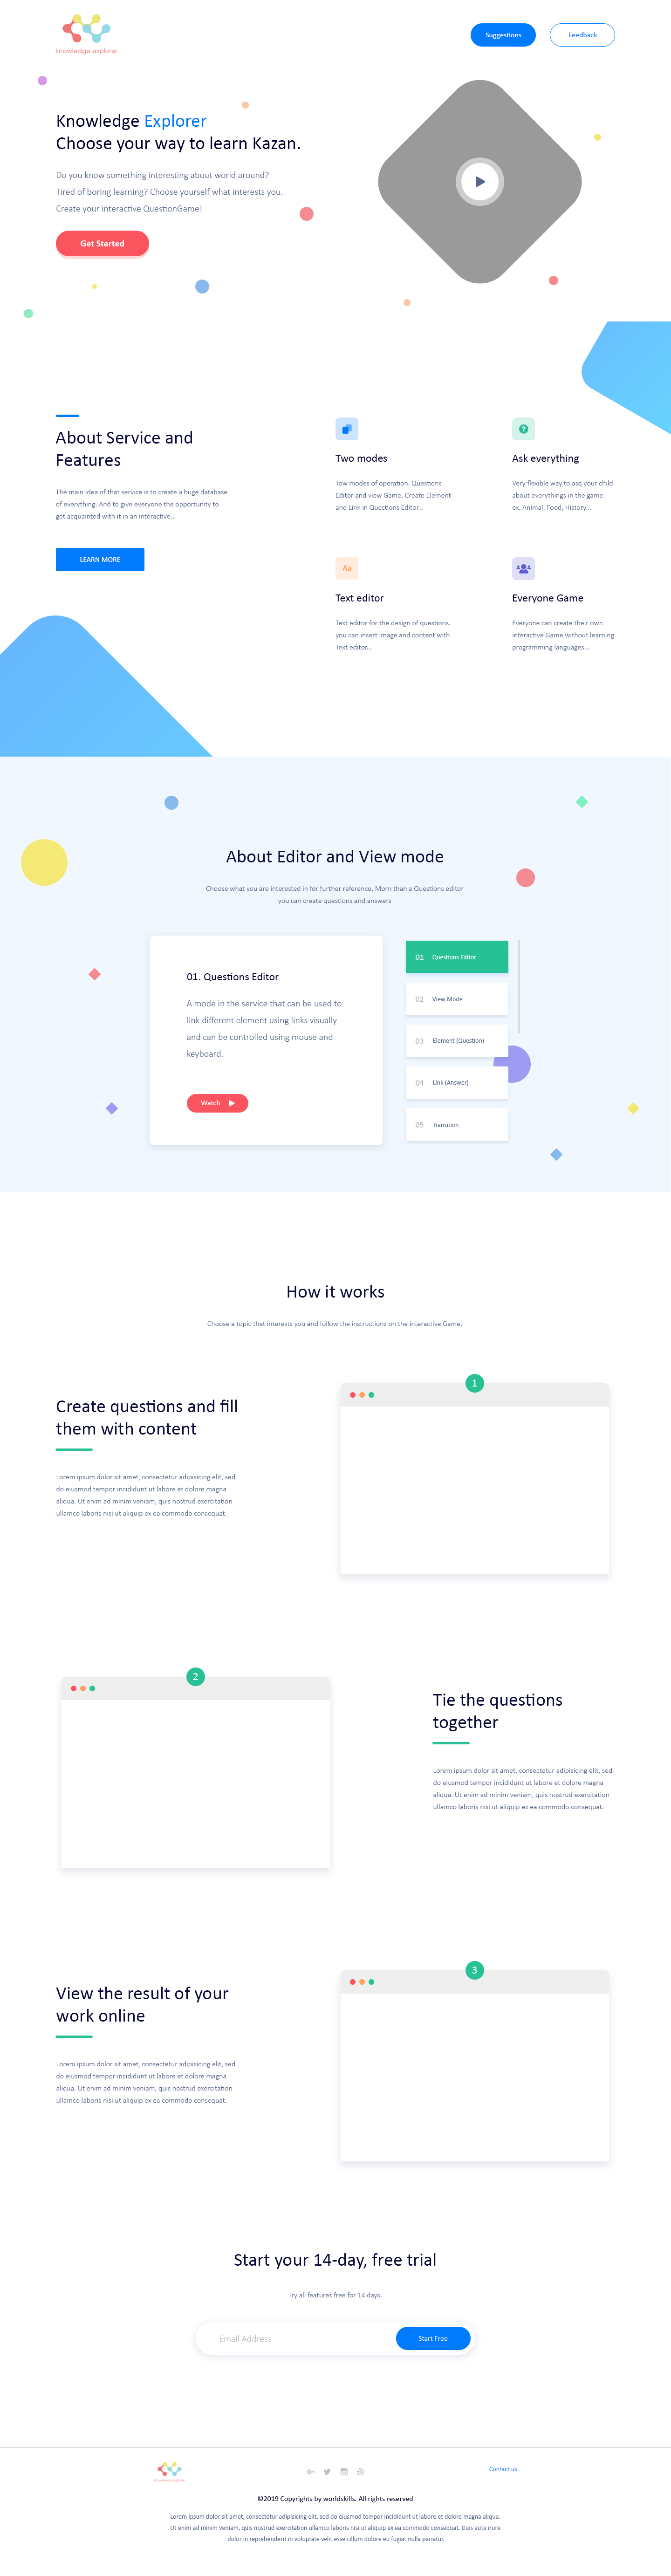 knowledge explorer
Suggestions
Feedback
Knowledge Explorer
Choose your way to learn Kazan.
Do you know something interesting about world around?
Tired of boring learning? Choose yourself what interests you.
Create your interactive QuestionGame!
Get Started
About Service and
Features
The main idea of that service is to create a huge database
of everything. And to give everyone the opportunity to
get acquainted with it in an interactive...
LEARN MORE
Two modes
Tow modes of operation. Questions
Editor and view Game. Create Element
and Link in Questions Editor...
?
Ask everything
Very flexible way to asq your child
about everythings in the game.
ex. Animal, Food, History...
Aa
Text editor
Text editor for the design of questions.
you can insert image and content with
Text editor...
Everyone Game
Everyone can create their own
interactive Game without learning
programming languages...
About Editor and View mode
Choose what you are interested in for further reference. Morn than a Questions editor
you can create questions and answers
01. Questions Editor
A mode in the service that can be used to
link different element using links visually
and can be controlled using mouse and
keyboard.
Watch
01 Questions Editor
02 View Mode
03 Element (Question)
04 Link (Answer)
05 Transition
How it works
Choose a topic that interests you and follow the instructions on the interactive Game.
Create questions and fill
them with content
Lorem ipsum dolor sit amet, consectetur adipisicing elit, sed
do eiusmod tempor incididunt ut labore et dolore magna
aliqua. Ut enim ad minim veniam, quis nostrud exercitation
ullamco laboris nisi ut aliquip ex ea commodo consequat.
1
2
Tie the questions
together
Lorem ipsum dolor sit amet, consectetur adipisicing elit, sed
do eiusmod tempor incididunt ut labore et dolore magna
aliqua. Ut enim ad minim veniam, quis nostrud exercitation
ullamco laboris nisi ut aliquip ex ea commodo consequat.
View the result of your
work online
Lorem ipsum dolor sit amet, consectetur adipisicing elit, sed
do eiusmod tempor incididunt ut labore et dolore magna
aliqua. Ut enim ad minim veniam, quis nostrud exercitation
ullamco laboris nisi ut aliquip ex ea commodo consequat.
3
Start your 14-day, free trial
Try all features free for 14 days.
Email Address
Start Free
knowledge explorer
G+
Contact us
©2019 Copyrights by worldskills. All rights reserved
Lorem ipsum dolor sit amet, consectetur adipisicing elit, sed do eiusmod tempor incididunt ut labore et dolore magna aliqua.
Ut enim ad minim veniam, quis nostrud exercitation ullamco laboris nisi ut aliquip ex ea commodo consequat. Duis aute irure
dolor in reprehenderit in voluptate velit esse cillum dolore eu fugiat nulla pariatur.